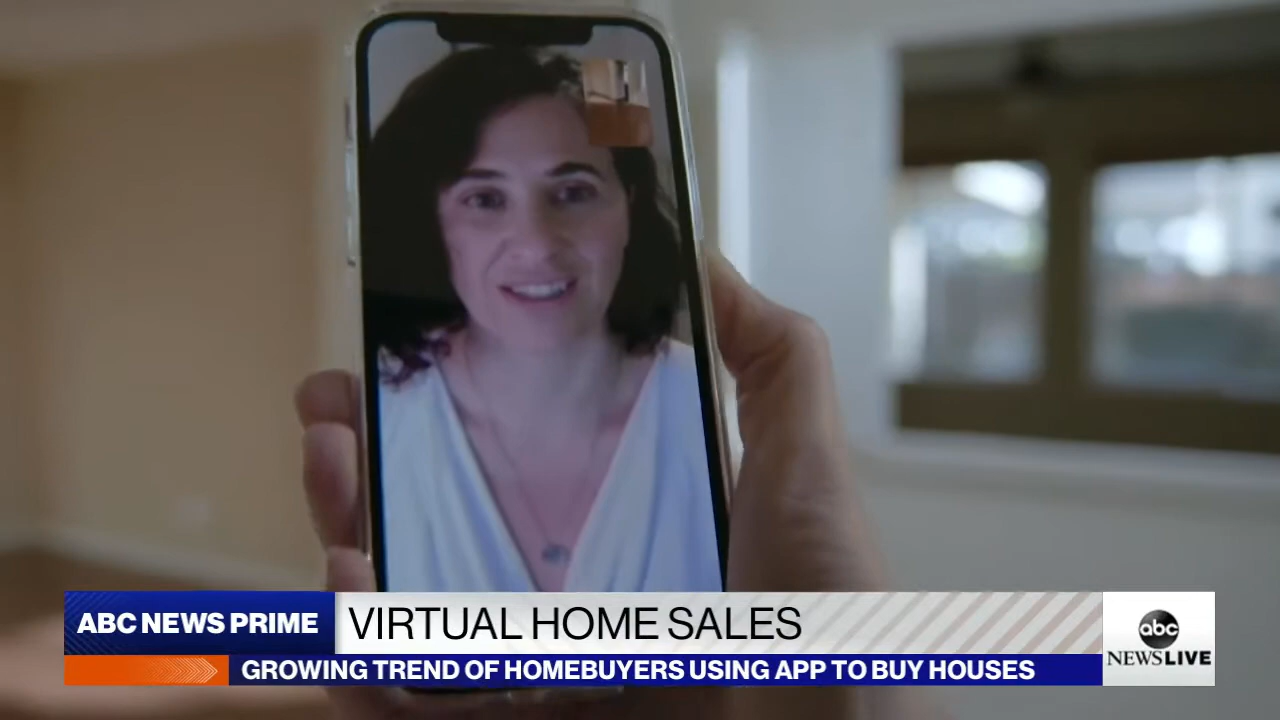 ABC NEWS PRIME
VIRTUAL HOME SALES
GROWING TREND OF HOMEBUYERS USING APP TO BUY HOUSES
abc
NEWSLIVE